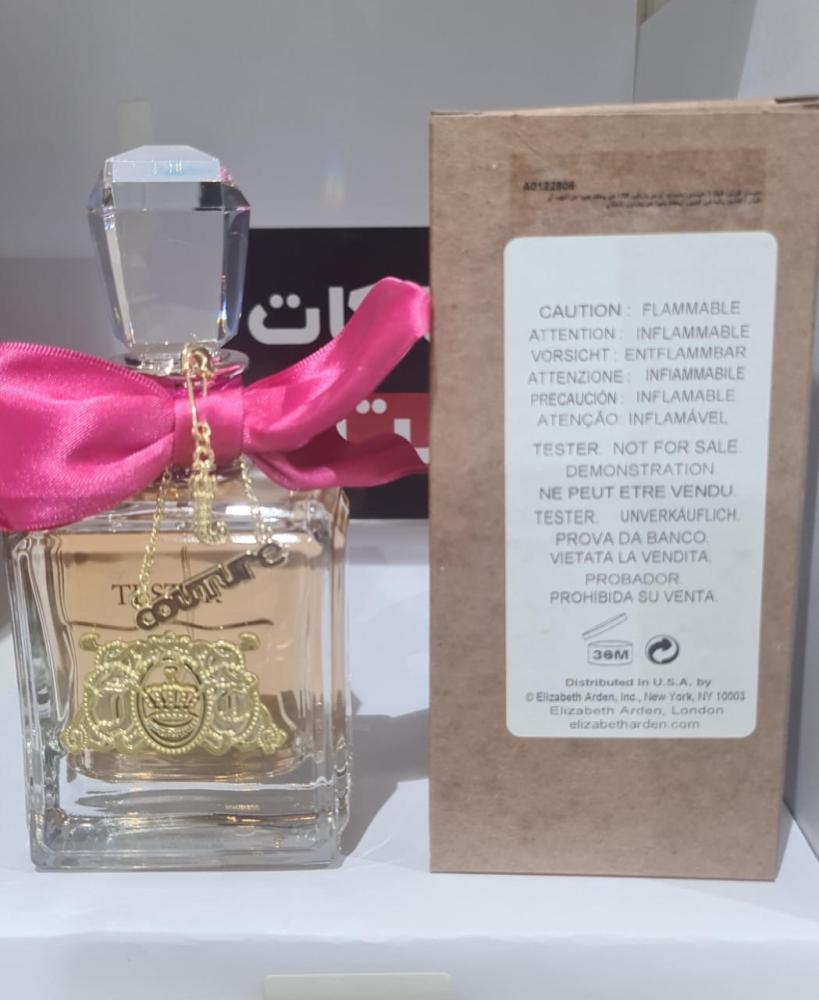 كات
ت
A0122806
TESTER
couture
CAUTION : FLAMMABLE
ATTENTION : INFLAMMABLE
VORSICHT : ENTFLAMMBAR
ATTENZIONE : INFIAMMABILE
PRECAUCIÓN : INFLAMABLE
ATENÇÃO: INFLAMÁVEL
TESTER. NOT FOR SALE.
DEMONSTRATION
NE PEUT ETRE VENDU.
TESTER. UNVERKÄUFLICH.
PROVA DA BANCO.
VIETATA LA VENDITA.
PROBADOR.
PROHIBIDA SU VENTA.
36M
Distributed in U.S.A. by
© Elizabeth Arden, Inc., New York, NY 10003
Elizabeth Arden, London
elizabetharden.com